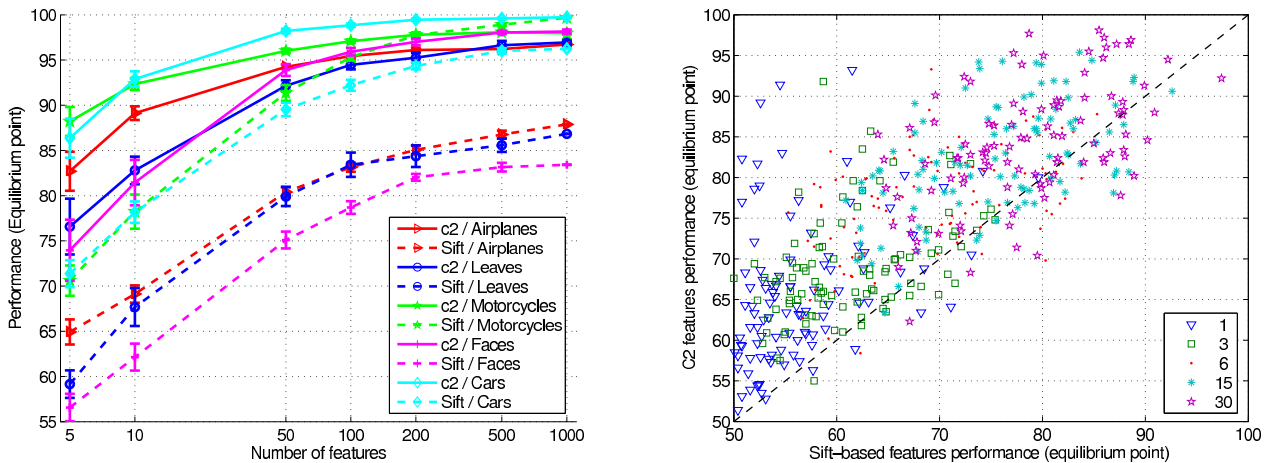 Performance (Equilibrium point)
100
95
90
85
80
75
70
65
60
55
5
10
50
100
200
500
1000
Number of features
c2 / Airplanes
Sift / Airplanes
c2 / Leaves
Sift / Leaves
c2 / Motorcycles
Sift / Motorcycles
c2 / Faces
Sift / Faces
c2 / Cars
Sift / Cars
C2 features performance (equilibrium point)
100
95
90
85
80
75
70
65
60
55
50
50
60
70
80
90
100
Sift−based features performance (equilibrium point)
1
3
6
15
30